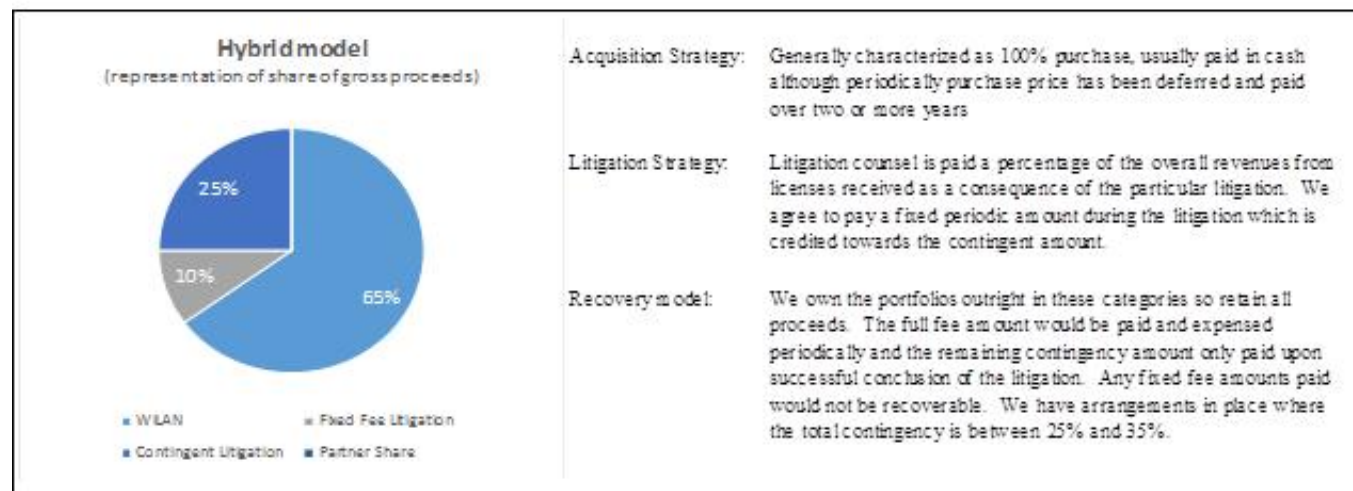 Hybrid model
(representation of share of gross proceeds)
25%
10%
65%
WiLAN
Fixed Fee Litigation
Contingent Litigation
Partner Share
Acquisition Strategy:
Generally characterized as 100% purchase, usually paid in cash
although periodically purchase price has been deferred and paid
over two or more years
Litigation Strategy:
Litigation counsel is paid a percentage of the overall revenues from
licenses received as a consequence of the particular litigation. We
agree to pay a fixed periodic amount during the litigation which is
credited towards the contingent amount.
Recovery model:
We own the portfolios outright in these categories so retain all
proceeds. The full fee amount would be paid and expensed
periodically and the remaining contingency amount only paid upon
successful conclusion of the litigation. Any fixed fee amounts paid
would not be recoverable. We have arrangements in place where
the total contingency is between 25% and 35%.